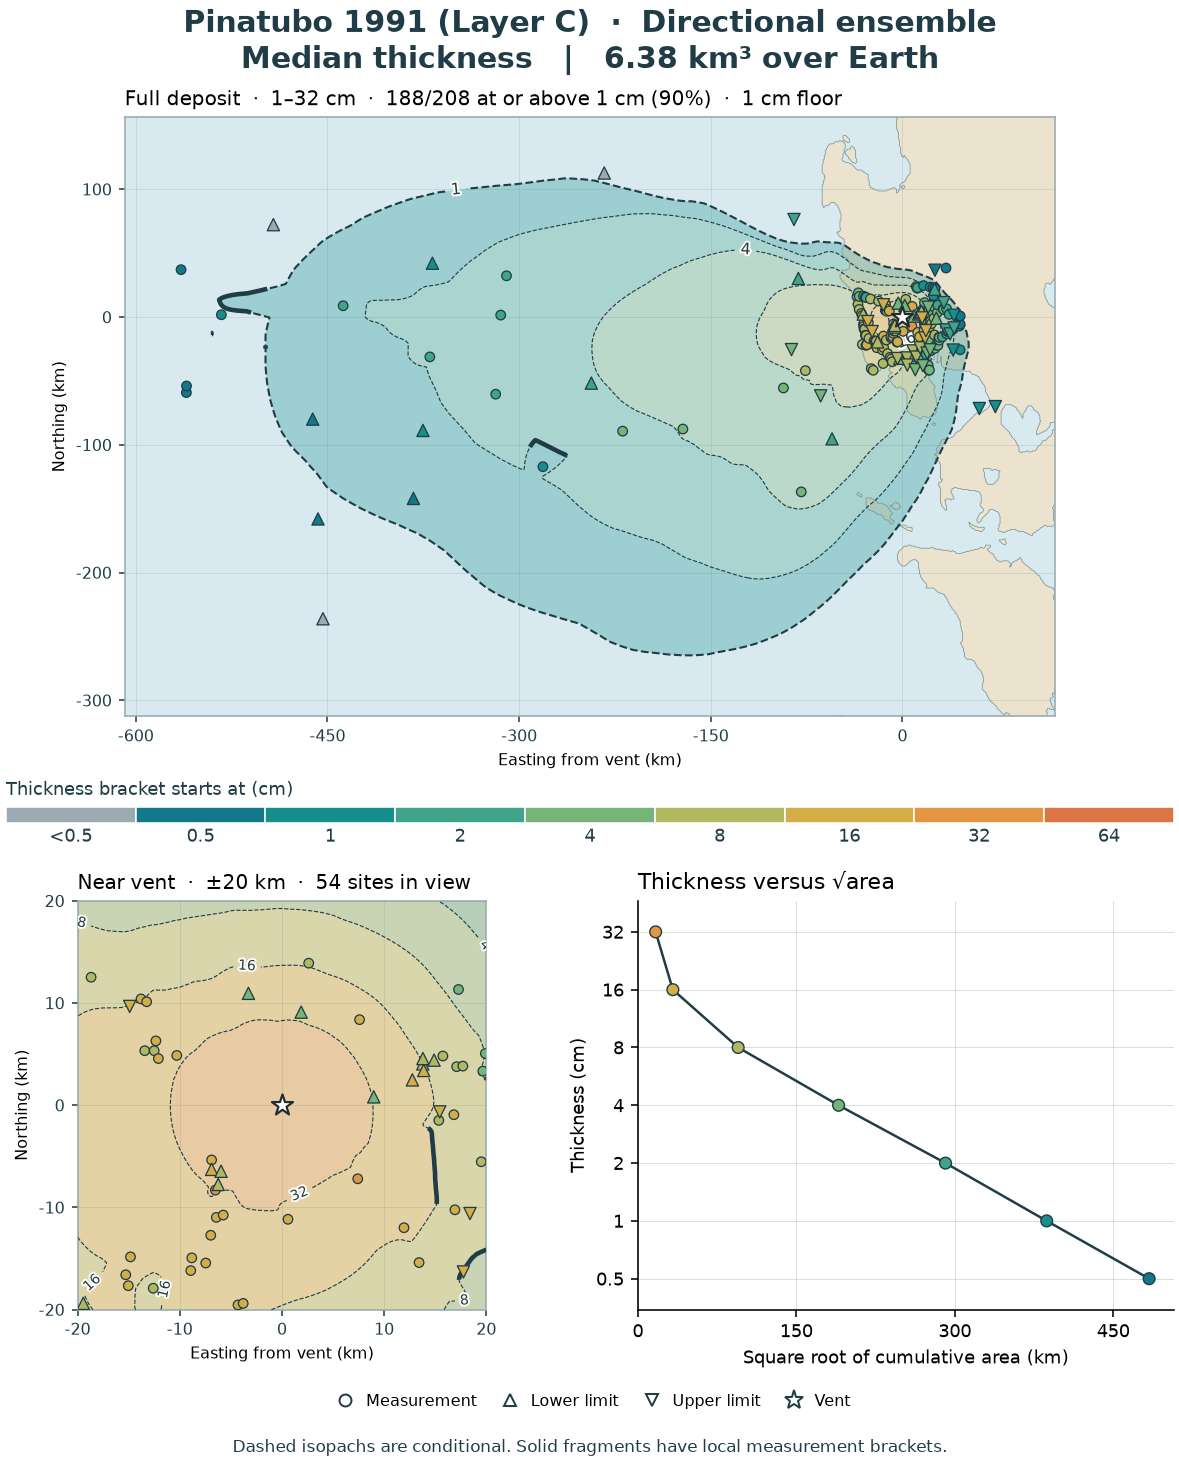 Pinatubo 1991 (Layer C)  ·  Directional ensemble
Median thickness   |   6.38 km³ over Earth
Full deposit  ·  1–32 cm  ·  188/208 at or above 1 cm (90%)  ·  1 cm floor
1
4
100
0
-100
-200
-300
Northing (km)
-600
-450
-300
-150
0
Easting from vent (km)
Thickness bracket starts at (cm)
<0.5
0.5
1
2
4
8
16
32
64
Near vent  ·  ±20 km  ·  54 sites in view
8
4
16
32
16
16
8
20
10
0
-10
-20
Northing (km)
-20
-10
0
10
20
Easting from vent (km)
Thickness versus √area
32
16
8
4
2
1
0.5
Thickness (cm)
0
150
300
450
Square root of cumulative area (km)
Measurement
Lower limit
Upper limit
Vent
Dashed isopachs are conditional. Solid fragments have local measurement brackets.